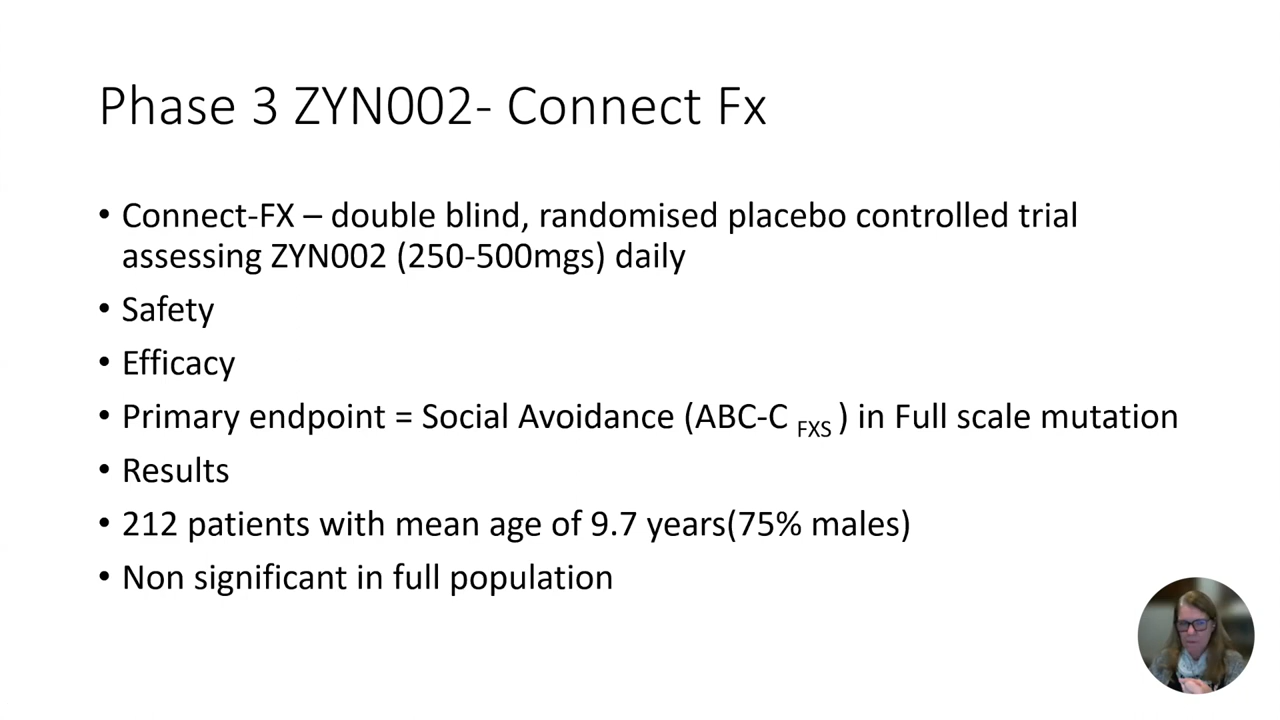 Phase 3 ZYN002- Connect Fx
• Connect-FX – double blind, randomised placebo controlled trial
assessing ZYN002 (250-500mgs) daily
• Safety
• Efficacy
• Primary endpoint = Social Avoidance (ABC-C FXS ) in Full scale mutation
• Results
• 212 patients with mean age of 9.7 years(75% males)
• Non significant in full population